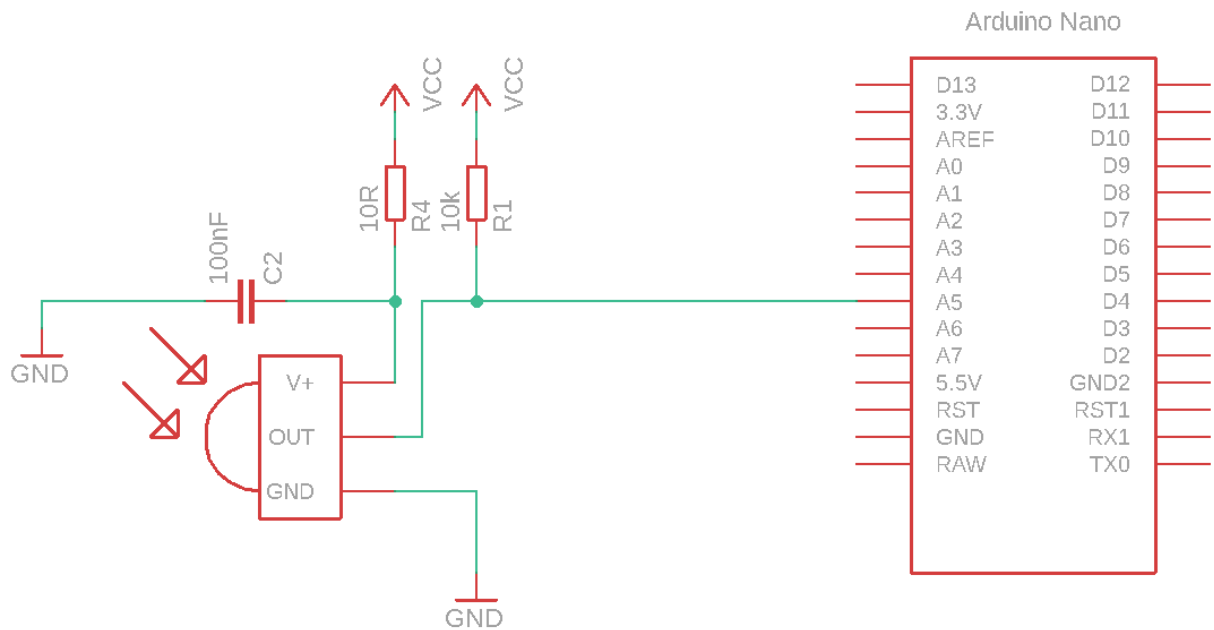 Arduino Nano
VCC
VCC
10R
R4
10k
R1
100nF
C2
GND
V+
OUT
GND
GND
D13
3.3V
AREF
A0
A1
A2
A3
A4
A5
A6
A7
5.5V
RST
GND
RAW
D12
D11
D10
D9
D8
D7
D6
D5
D4
D3
D2
GND2
RST1
RX1
TX0